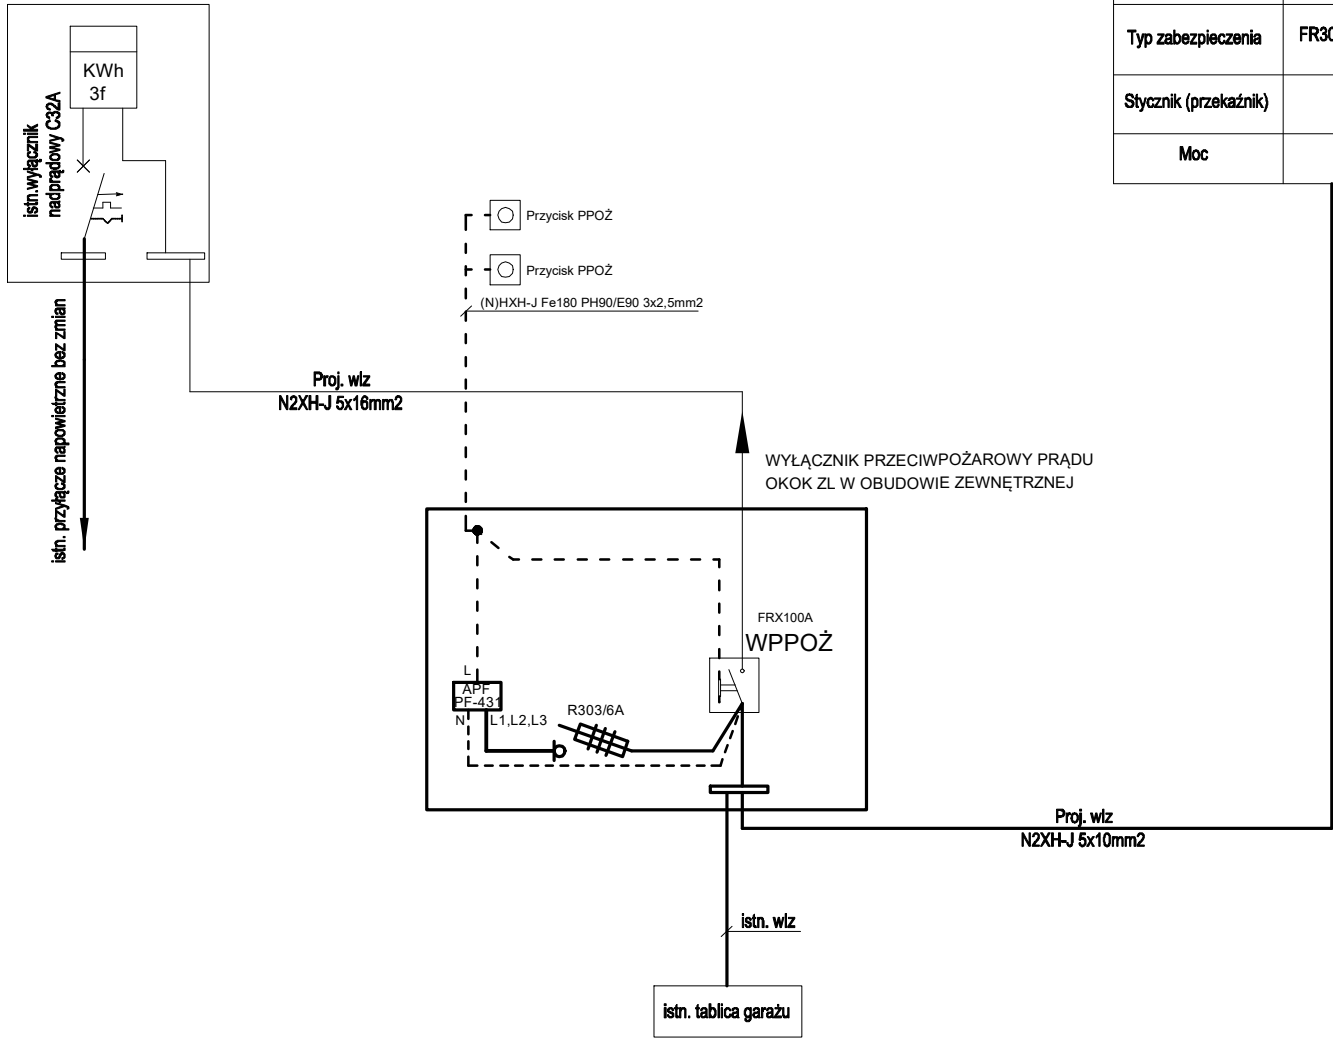 KWh
3f
istn.wyłącznik
nadprądowy C32A
istn. przyłącze napowietrzne bez zmian
Typ zabezpieczenia
FR30
Stycznik (przekaźnik)
Moc
Przycisk PPOŻ
Przycisk PPOŻ
(N)HXH-J Fe180 PH90/E90 3x2,5mm2
Proj. wlz
N2XH-J 5x16mm2
WYŁĄCZNIK PRZECIWPOŻAROWY PRĄDU
OKOK ZL W OBUDOWIE ZEWNĘTRZNEJ
FRX100A
WPPOŻ
L
APF
PF-431
N
L1,L2,L3
R303/6A
Proj. wlz
N2XH-J 5x10mm2
istn. wlz
istn. tablica garażu